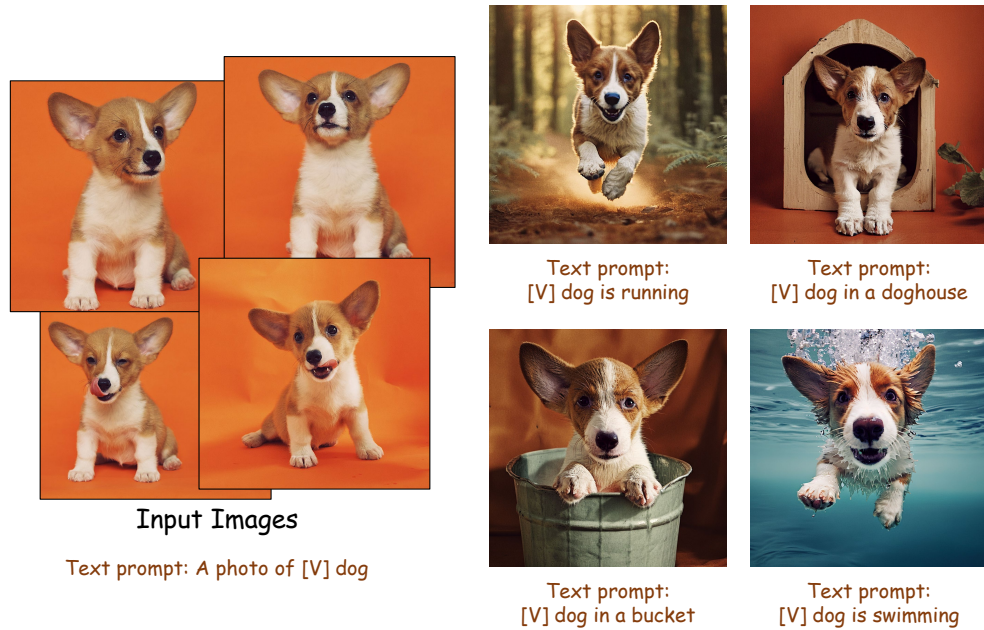 Input Images
Text prompt: A photo of [V] dog
Text prompt:
[V] dog is running
Text prompt:
[V] dog in a doghouse
Text prompt:
[V] dog in a bucket
Text prompt:
[V] dog is swimming